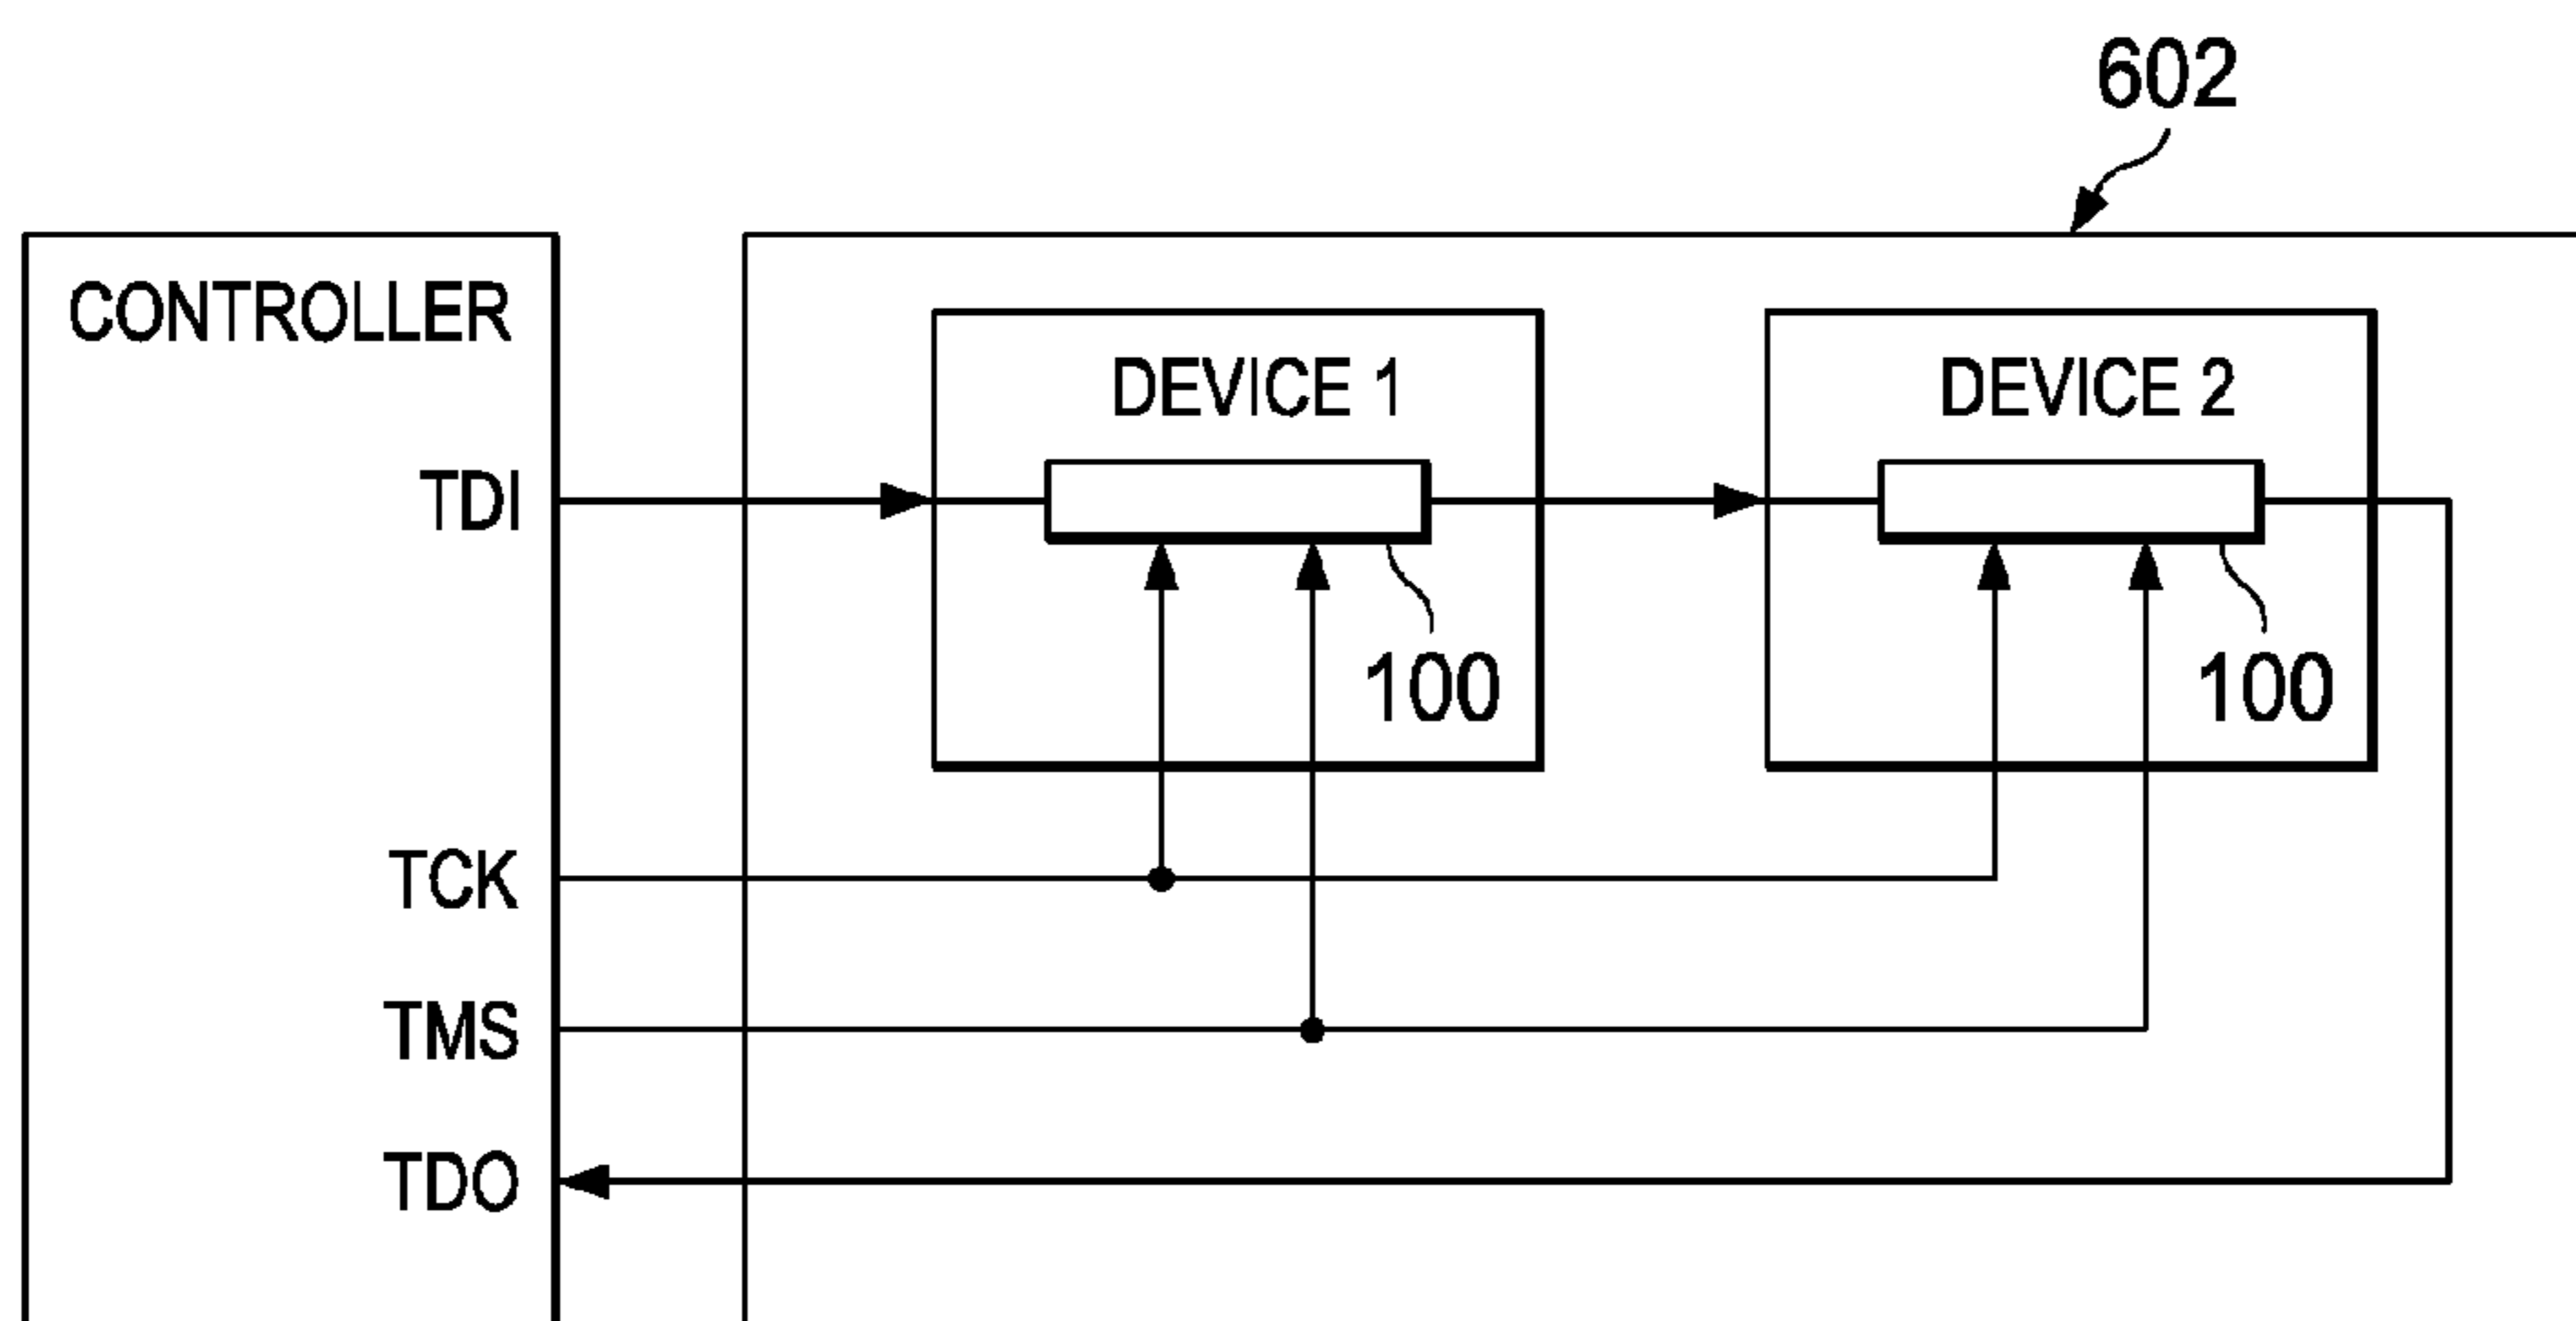 602
CONTROLLER
DEVICE 1
DEVICE 2
TDI
100
100
TCK
TMS
TDO